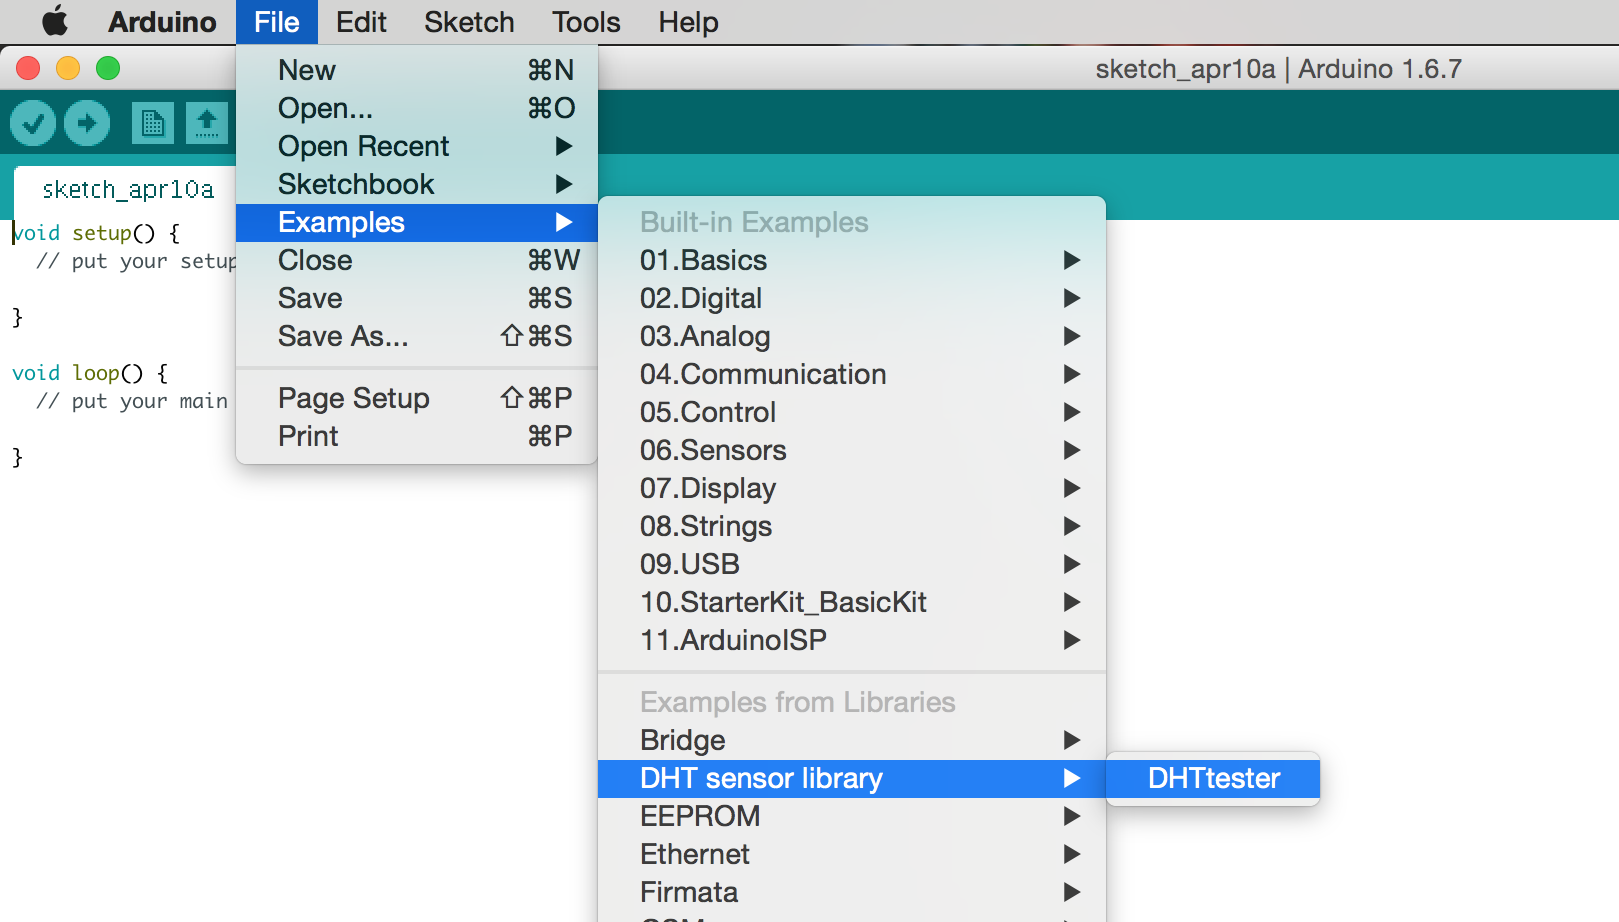 Arduino File Edit Sketch Tools Help
sketch_apr10a | Arduino 1.6.7
New ⌘N
Open... ⌘O
Open Recent ▶
Sketchbook ▶
Examples ▶
Close ⌘W
Save ⌘S
Save As... ⇧⌘S
Page Setup ⇧⌘P
Print ⌘P
sketch_apr10a
void setup() {
// put your setup
}
void loop() {
// put your main
}
Built-in Examples
01.Basics ▶
02.Digital ▶
03.Analog ▶
04.Communication ▶
05.Control ▶
06.Sensors ▶
07.Display ▶
08.Strings ▶
09.USB ▶
10.StarterKit_BasicKit ▶
11.ArduinoISP ▶
Examples from Libraries
Bridge ▶
DHT sensor library ▶
DHTtester
EEPROM ▶
Ethernet ▶
Firmata ▶